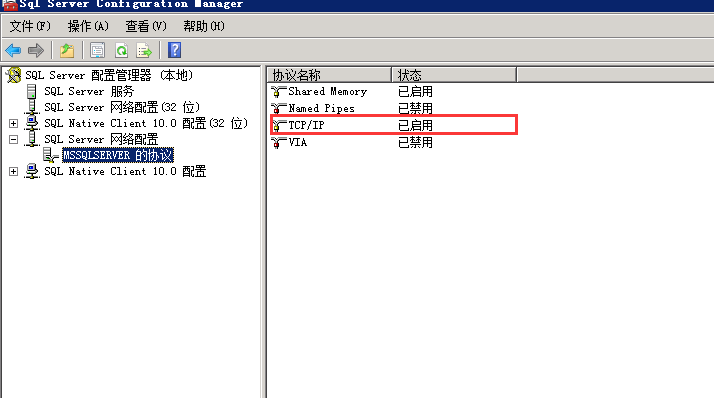 Sql Server Configuration Manager
文件(F) 操作(A) 查看(V) 帮助(H)
SQL Server 配置管理器 (本地)
SQL Server 服务
SQL Server 网络配置(32 位)
SQL Native Client 10.0 配置(32 位)
SQL Server 网络配置
MSSQLSERVER 的协议
SQL Native Client 10.0 配置
协议名称 状态
Shared Memory 已启用
Named Pipes 已禁用
TCP/IP 已启用
VIA 已禁用